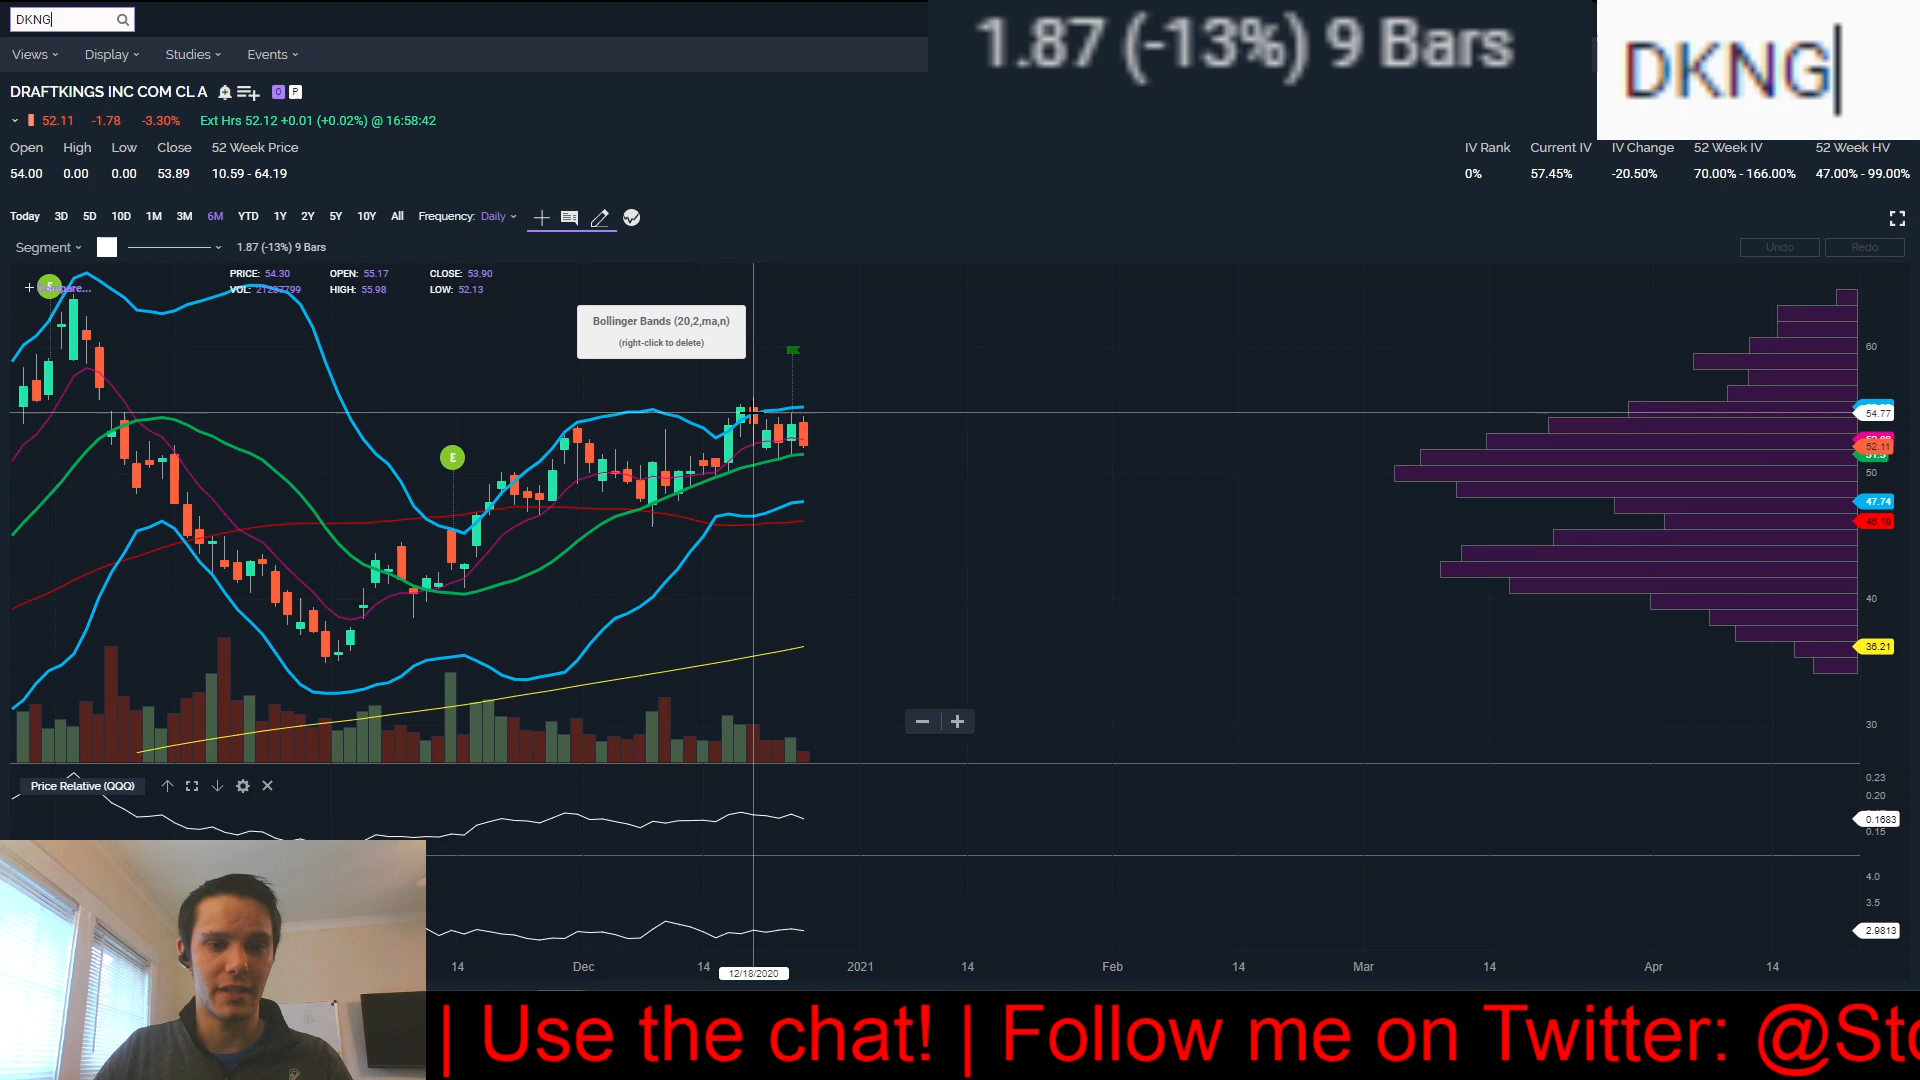 DKNG
1.87 (-13%) 9 Bars
DKNG
Views Display Studies Events
DRAFTKINGS INC COM CL A O P
52.11 -1.78 -3.30% Ext Hrs 52.12 +0.01 (+0.02%) @ 16:58:42
Open High Low Close 52 Week Price
54.00 0.00 0.00 53.89 10.59 - 64.19
IV Rank Current IV IV Change 52 Week IV 52 Week HV
0% 57.45% -20.50% 70.00% - 166.00% 47.00% - 99.00%
Today 3D 5D 10D 1M 3M 6M YTD 1Y 2Y 5Y 10Y All Frequency: Daily
Segment 1.87 (-13%) 9 Bars Undo Redo
PRICE: 54.30 OPEN: 55.17 CLOSE: 53.90
VOL: 21287799 HIGH: 55.98 LOW: 52.13
Bollinger Bands (20,2,ma,n)
(right-click to delete)
E
60
54.77
52.11
50
47.74
46.19
40
36.21
30
Price Relative (QQQ)
0.23
0.20
0.1683
0.15
4.0
3.5
2.9813
14 Dec 14 12/18/2020 2021 14 Feb 14 Mar 14 Apr 14
| Use the chat! | Follow me on Twitter: @Sto